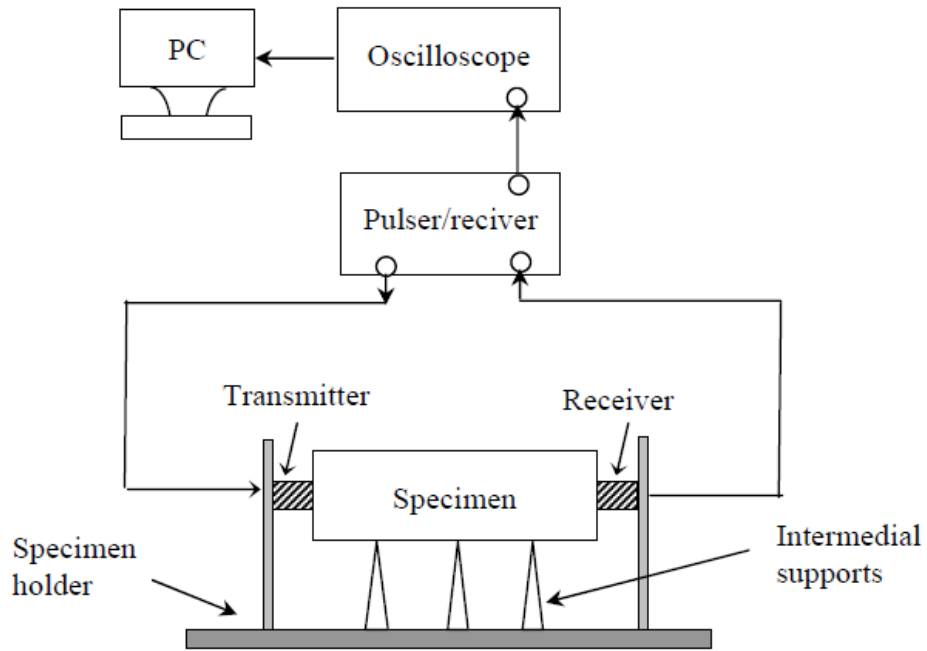 PC
Oscilloscope
Pulser/reciver
Transmitter
Receiver
Specimen
Specimen
holder
Intermedial
supports